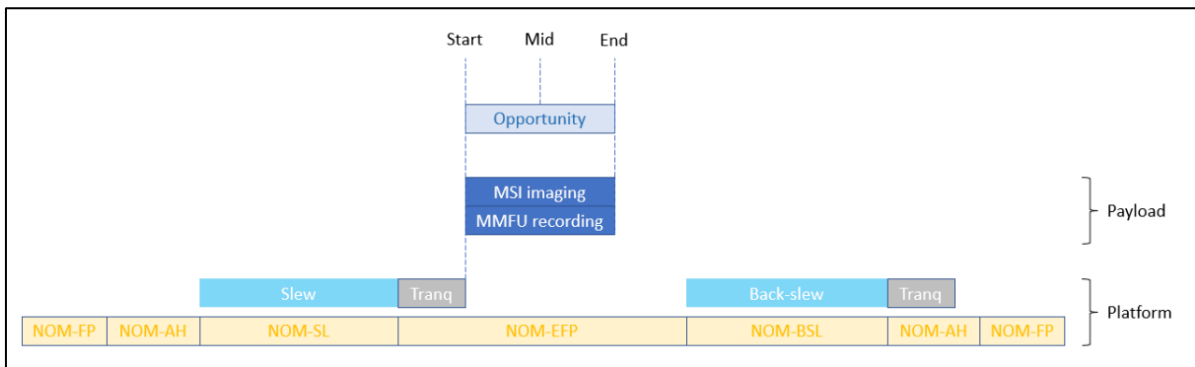 Start Mid End
Opportunity
MSI imaging
MMFU recording
Payload
Slew Tranq Back-slew Tranq
Platform
NOM-FP NOM-AH NOM-SL NOM-EFP NOM-BSL NOM-AH NOM-FP